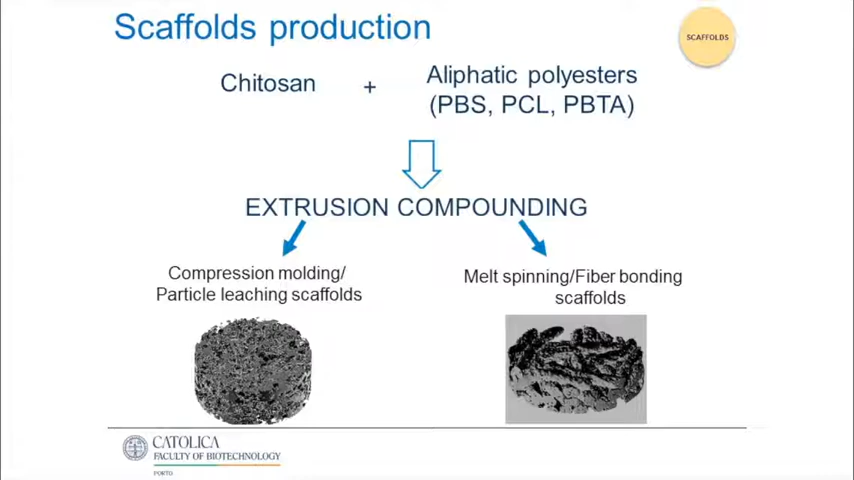 Scaffolds production
SCAFFOLDS
Chitosan + Aliphatic polyesters
(PBS, PCL, PBTA)
EXTRUSION COMPOUNDING
Compression molding/
Particle leaching scaffolds
Melt spinning/Fiber bonding
scaffolds
CATOLICA
FACULTY OF BIOTECHNOLOGY
PORTO